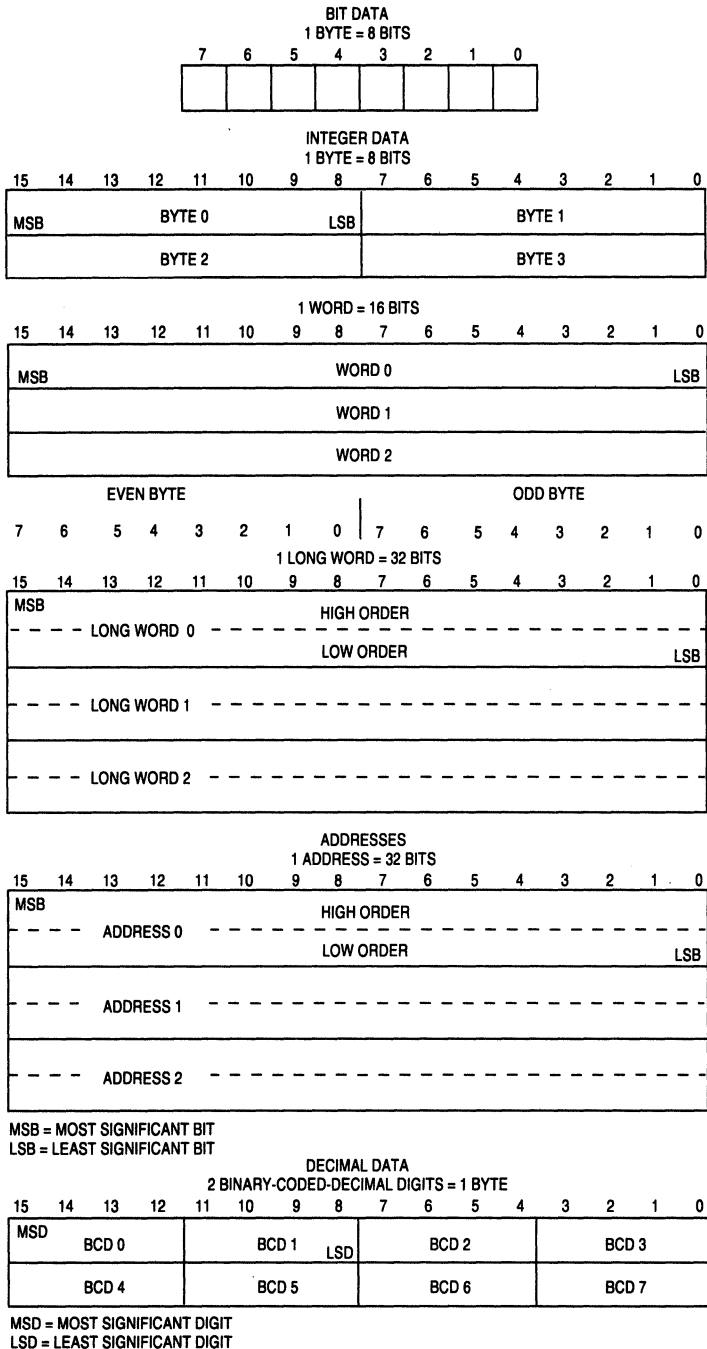 BIT DATA
1 BYTE = 8 BITS
7 6 5 4 3 2 1 0
INTEGER DATA
1 BYTE = 8 BITS
15 14 13 12 11 10 9 8 7 6 5 4 3 2 1 0
MSB BYTE 0 LSB BYTE 1
BYTE 2 BYTE 3
1 WORD = 16 BITS
15 14 13 12 11 10 9 8 7 6 5 4 3 2 1 0
MSB WORD 0 LSB
WORD 1
WORD 2
EVEN BYTE ODD BYTE
7 6 5 4 3 2 1 0 7 6 5 4 3 2 1 0
1 LONG WORD = 32 BITS
15 14 13 12 11 10 9 8 7 6 5 4 3 2 1 0
MSB HIGH ORDER
LONG WORD 0
LOW ORDER LSB
LONG WORD 1
LONG WORD 2
ADDRESSES
1 ADDRESS = 32 BITS
15 14 13 12 11 10 9 8 7 6 5 4 3 2 1 0
MSB HIGH ORDER
ADDRESS 0
LOW ORDER LSB
ADDRESS 1
ADDRESS 2
MSB = MOST SIGNIFICANT BIT
LSB = LEAST SIGNIFICANT BIT
DECIMAL DATA
2 BINARY-CODED-DECIMAL DIGITS = 1 BYTE
15 14 13 12 11 10 9 8 7 6 5 4 3 2 1 0
MSD BCD 0 BCD 1 LSD BCD 2 BCD 3
BCD 4 BCD 5 BCD 6 BCD 7
MSD = MOST SIGNIFICANT DIGIT
LSD = LEAST SIGNIFICANT DIGIT